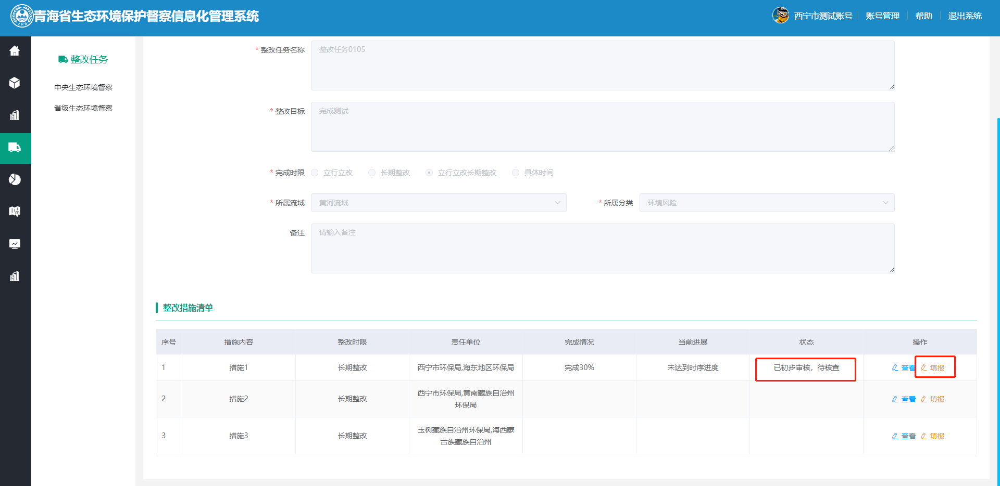 青海省生态环境保护督察信息化管理系统
西宁市测试账号 账号管理 帮助 退出系统
ZHB
整改任务
中央生态环境督察
省级生态环境督察
* 整改任务名称 整改任务0105
* 整改目标 完成测试
* 完成时限 立行立改 长期整改 立行立改长期整改 具体时间
* 所属流域 黄河流域 * 所属分类 环境风险
备注 请输入备注
整改措施清单
序号 措施内容 整改时限 责任单位 完成情况 当前进展 状态 操作
1 措施1 长期整改 西宁市环保局,海东地区环保局 完成30% 未达到时序进度 已初步审核，待核查 查看 填报
2 措施2 长期整改 西宁市环保局,黄南藏族自治州
环保局 查看 填报
3 措施3 长期整改 玉树藏族自治州环保局,海西蒙
古族藏族自治州 查看 填报